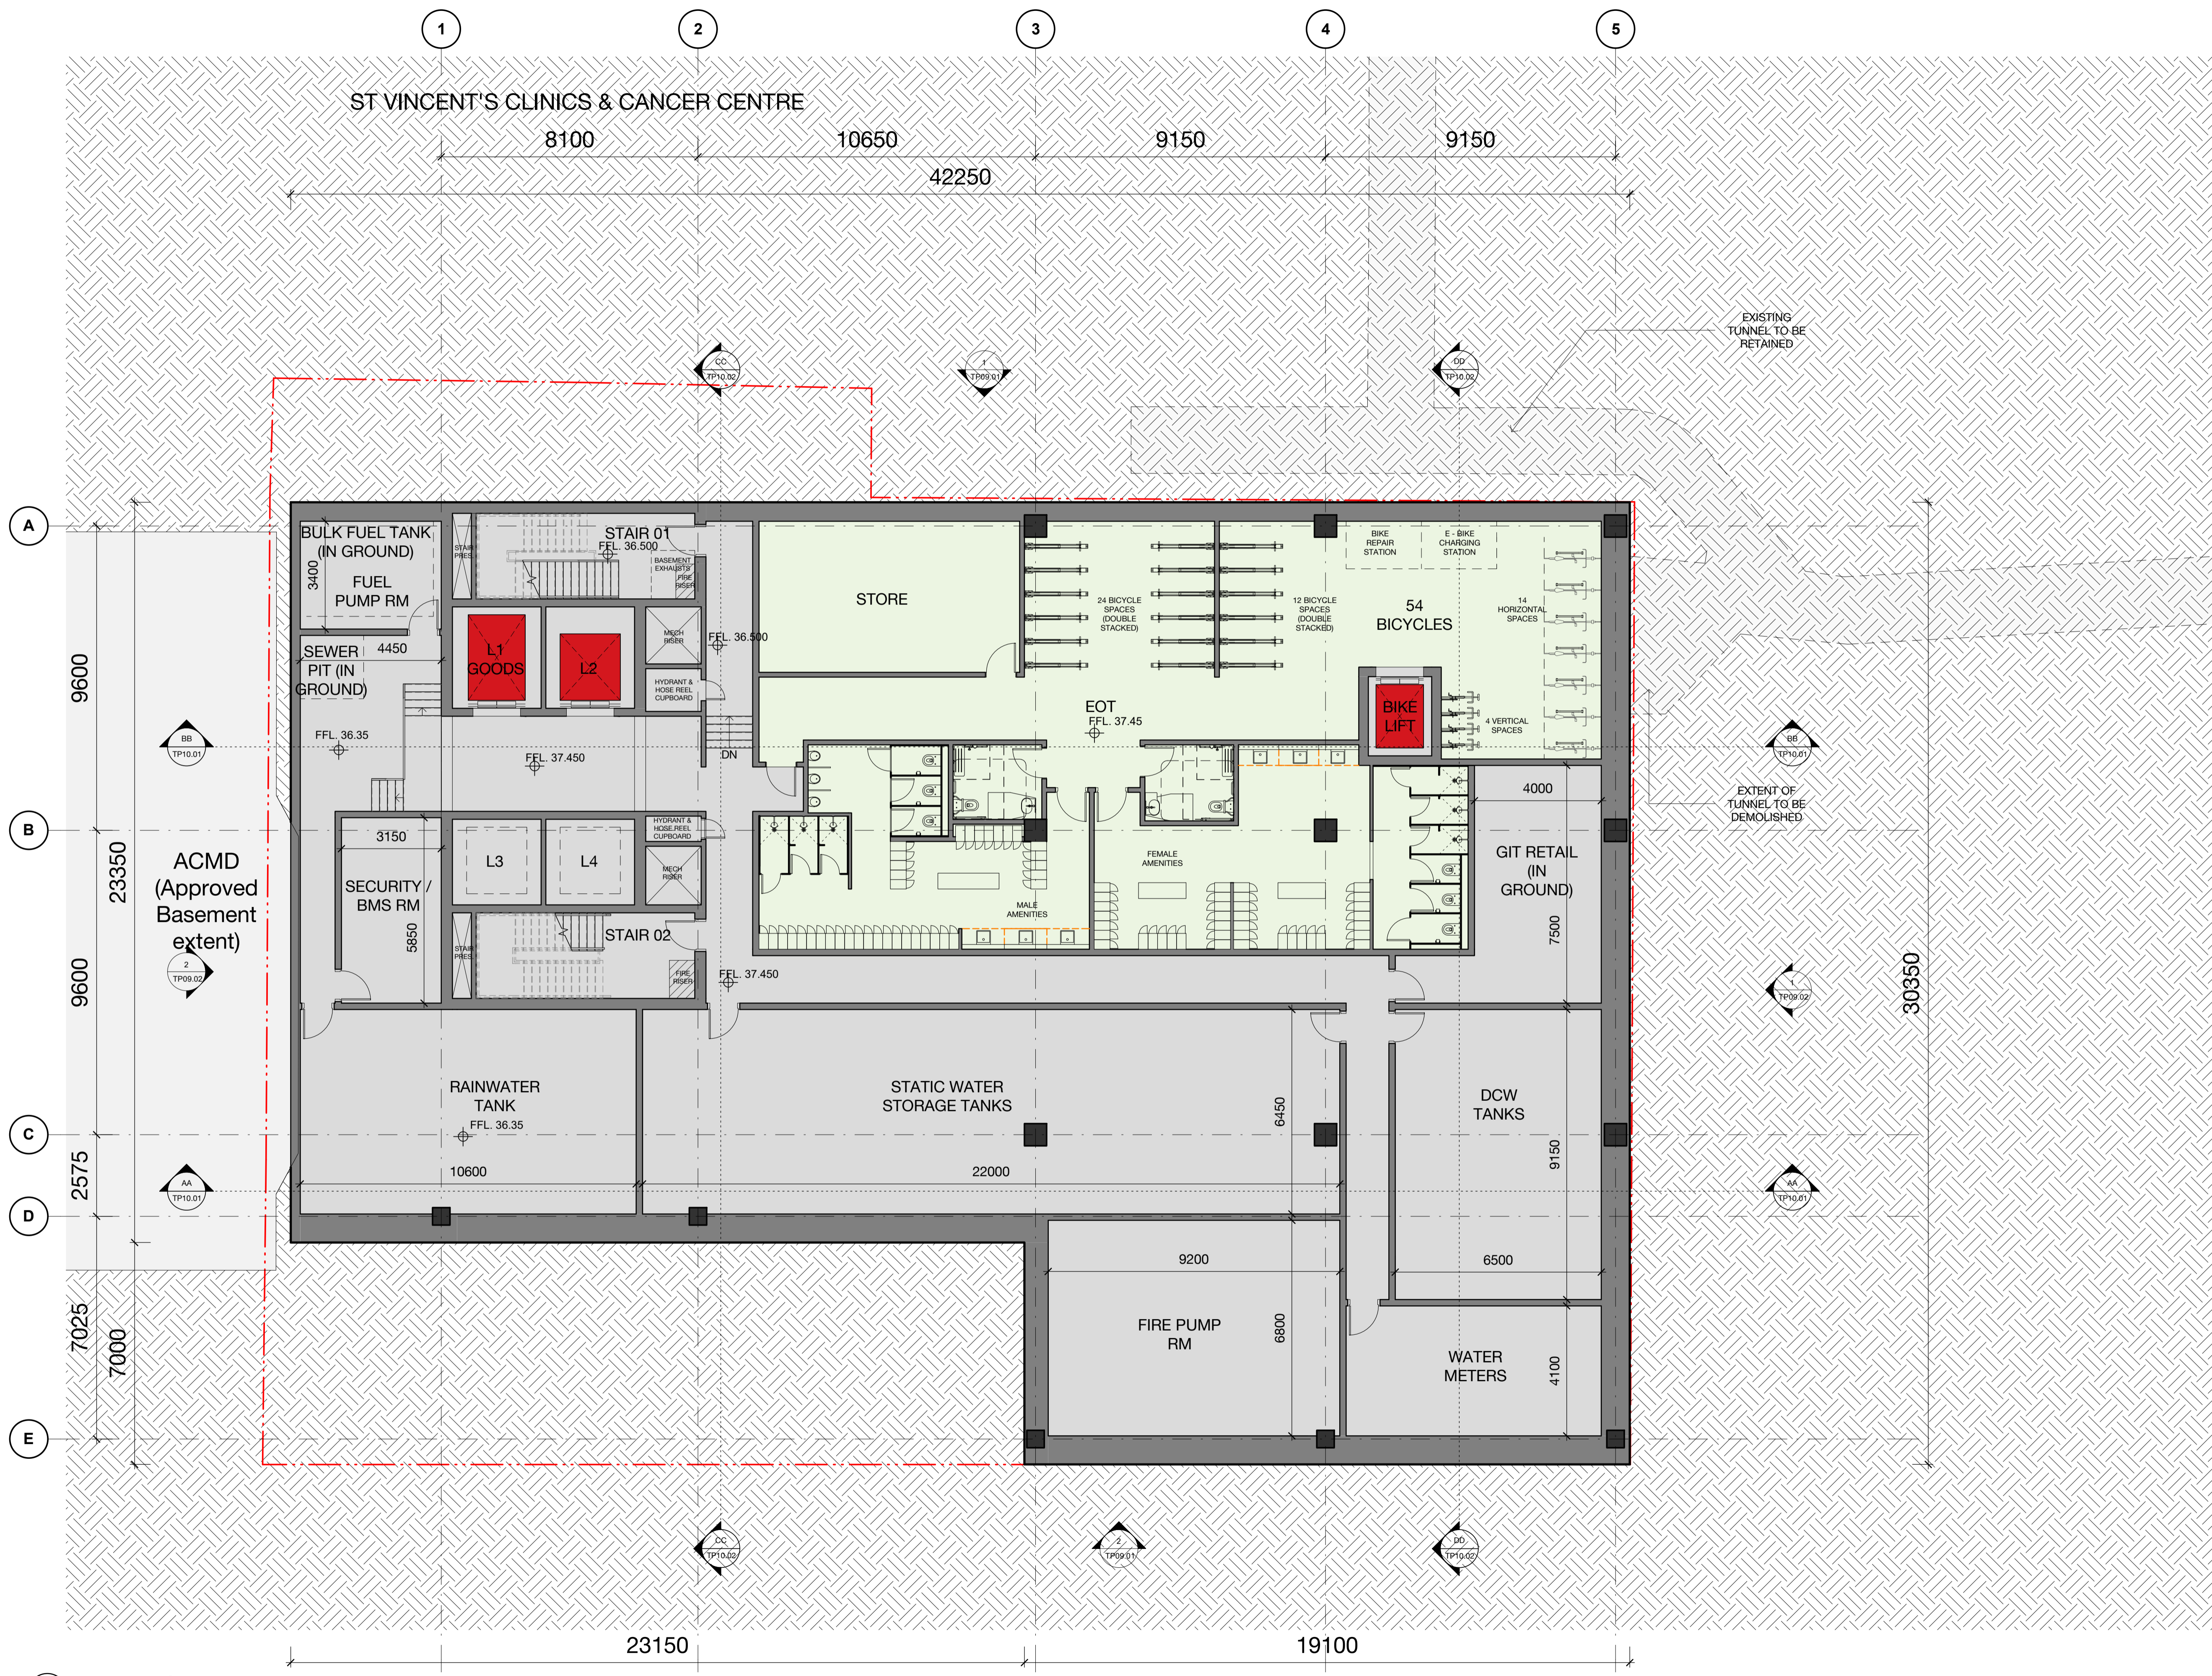 1
2
3
4
5
ST VINCENT'S CLINICS & CANCER CENTRE
8100
10650
9150
9150
42250
EXISTING
TUNNEL TO BE
RETAINED
CC
TP10.02
1
TP09.01
DD
TP10.02
A
BULK FUEL TANK
(IN GROUND)
3400
FUEL
PUMP RM
STAIR
PRES.
STAIR 01
FFL. 36.500
BASEMENT
EXHAUSTS
FIRE
RISER
STORE
24 BICYCLE
SPACES
(DOUBLE
STACKED)
12 BICYCLE
SPACES
(DOUBLE
STACKED)
BIKE
REPAIR
STATION
E - BIKE
CHARGING
STATION
54
BICYCLES
14
HORIZONTAL
SPACES
9600
SEWER
PIT (IN
GROUND)
4450
L1
GOODS
L2
MECH
RISER
FFL. 36.500
HYDRANT &
HOSE REEL
CUPBOARD
EOT
FFL. 37.45
BIKE
LIFT
4 VERTICAL
SPACES
BB
TP10.01
FFL. 36.35
FFL. 37.450
DN
BB
TP10.01
4000
EXTENT OF
TUNNEL TO BE
DEMOLISHED
B
23350
ACMD
(Approved
Basement
extent)
3150
SECURITY /
BMS RM
5850
L3
L4
HYDRANT &
HOSE REEL
CUPBOARD
MECH
RISER
FEMALE
AMENITIES
MALE
AMENITIES
GIT RETAIL
(IN
GROUND)
7500
2
TP09.02
9600
STAIR
PRES.
STAIR 02
FIRE
RISER
FFL. 37.450
1
TP09.02
30350
RAINWATER
TANK
FFL. 36.35
STATIC WATER
STORAGE TANKS
6450
DCW
TANKS
9150
C
2575
AA
TP10.01
10600
22000
AA
TP10.01
D
9200
6500
7025
7000
FIRE PUMP
RM
6800
WATER
METERS
4100
E
CC
TP10.02
2
TP09.01
DD
TP10.02
23150
19100